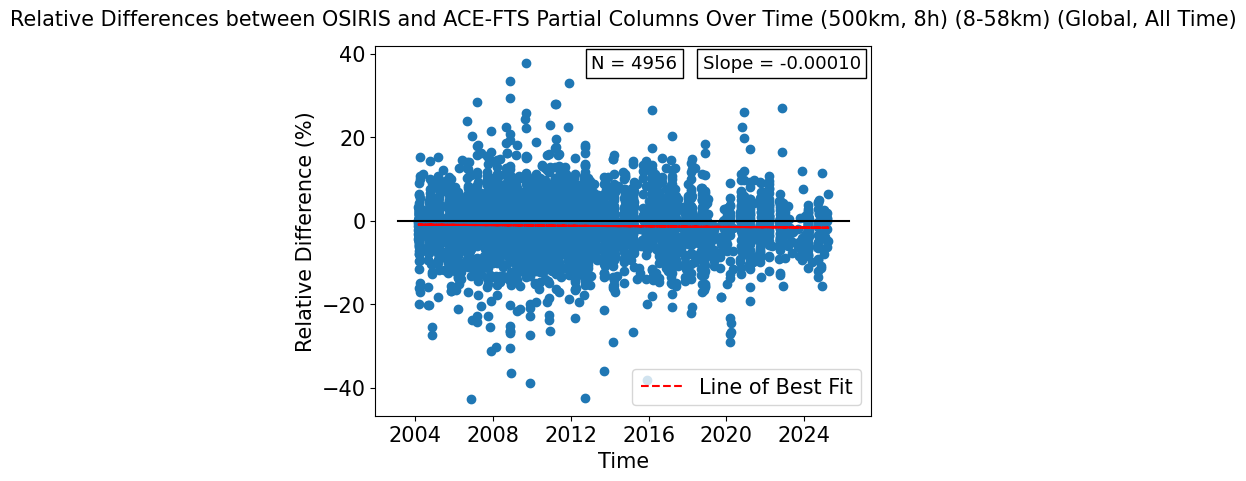 Relative Differences between OSIRIS and ACE-FTS Partial Columns Over Time (500km, 8h) (8-58km) (Global, All Time)
N = 4956
Slope = -0.00010
Relative Difference (%)
40
20
0
−20
−40
Line of Best Fit
2004
2008
2012
2016
2020
2024
Time